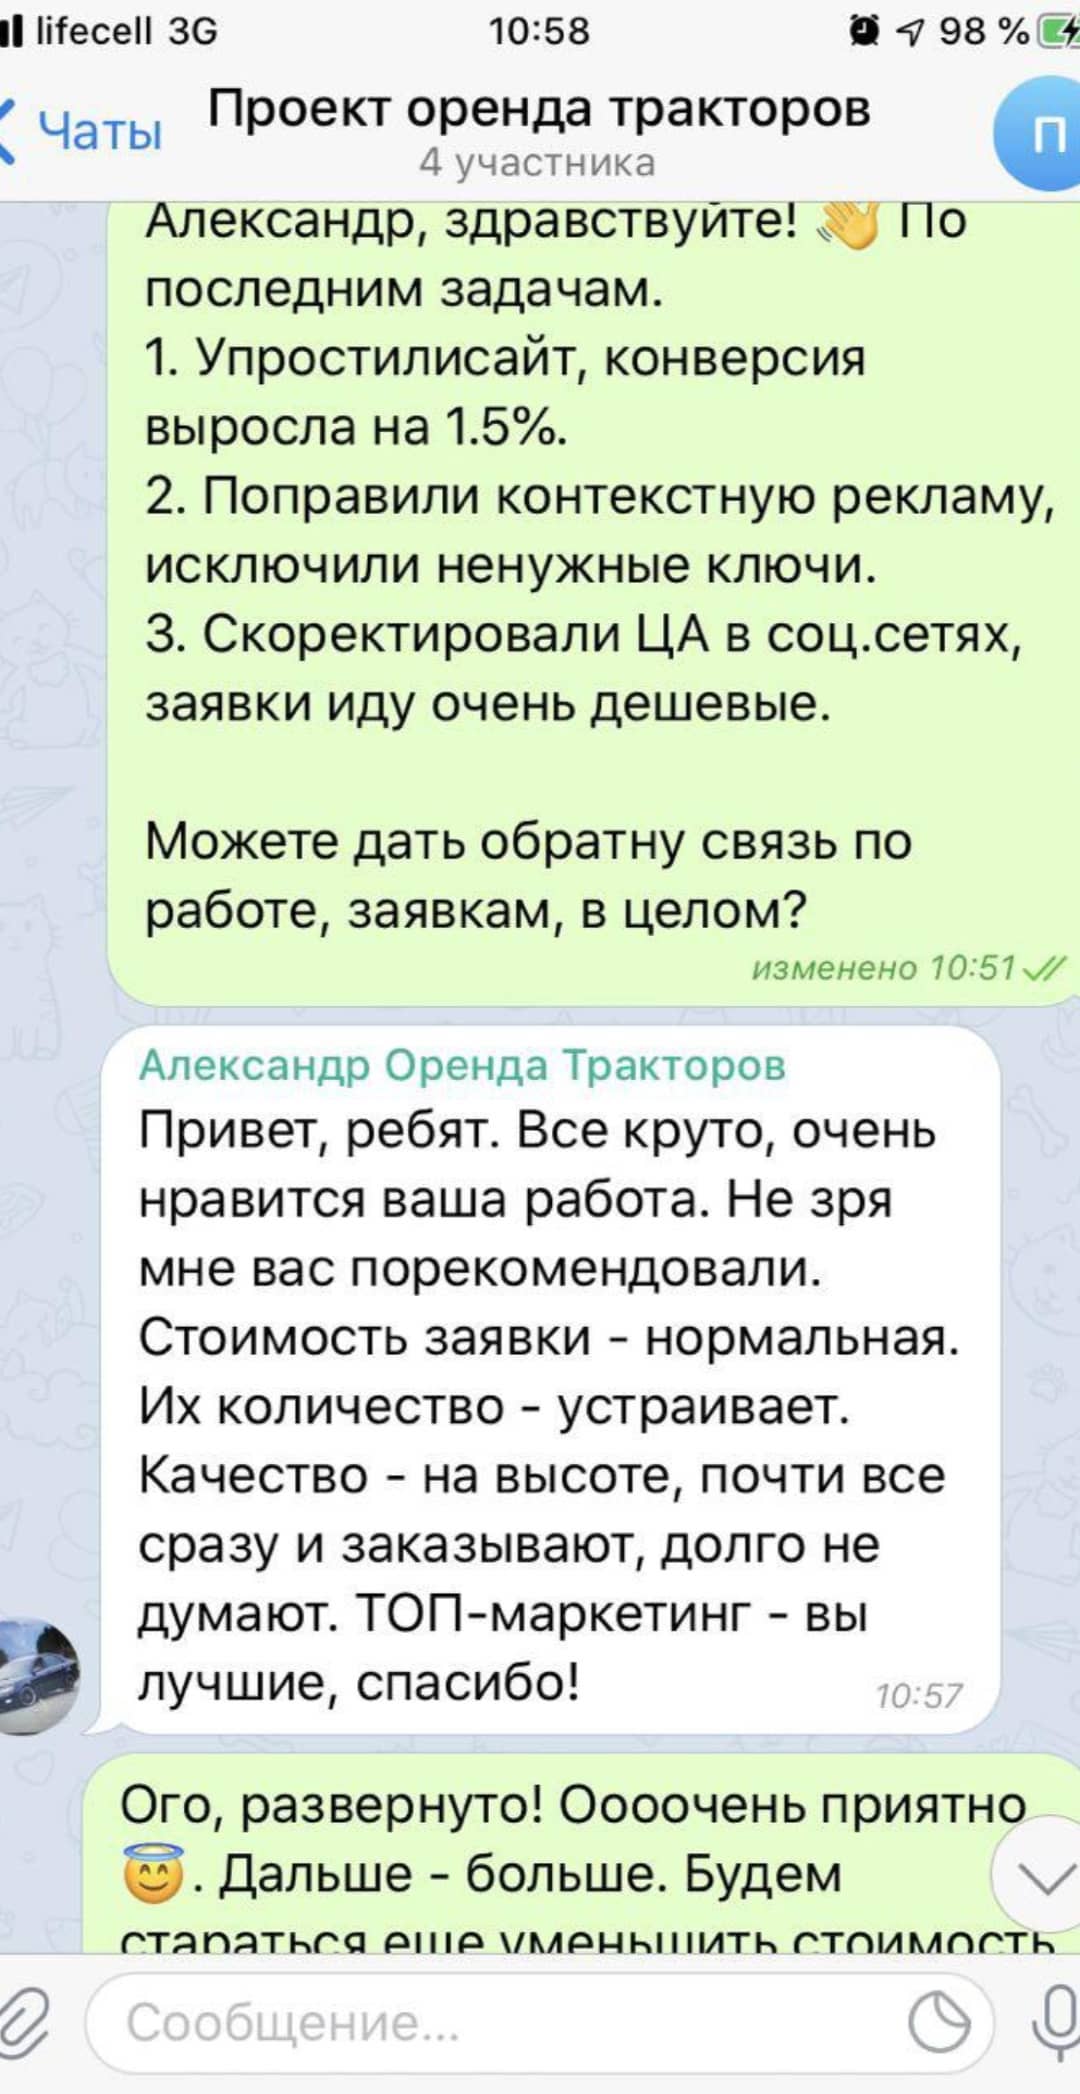 lifecell 3G 10:58 98 %
Чаты Проект оренда тракторов П
4 участника
Александр, здравствуйте! 👋 По
последним задачам.
1. Упростилисайт, конверсия
выросла на 1.5%.
2. Поправили контекстную рекламу,
исключили ненужные ключи.
3. Скоректировали ЦА в соц.сетях,
заявки иду очень дешевые.
Можете дать обратну связь по
работе, заявкам, в целом?
изменено 10:51
Александр Оренда Тракторов
Привет, ребят. Все круто, очень
нравится ваша работа. Не зря
мне вас порекомендовали.
Стоимость заявки - нормальная.
Их количество - устраивает.
Качество - на высоте, почти все
сразу и заказывают, долго не
думают. ТОП-маркетинг - вы
лучшие, спасибо!
10:57
Ого, развернуто! Ооооочень приятно
😇. Дальше - больше. Будем
стараться еще уменьшить стоимость
Сообщение...